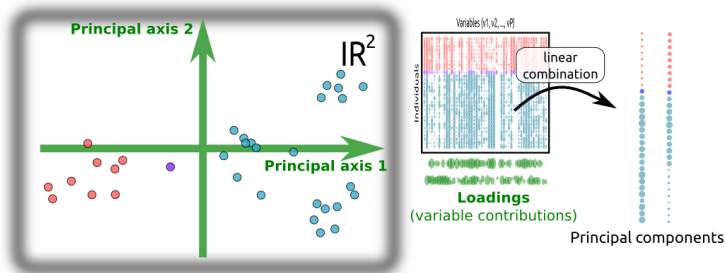 Principal axis 2
IR²
Principal axis 1
Variables (v1, v2, ..., vP)
Individuals
linear
combination
Loadings
(variable contributions)
Principal components